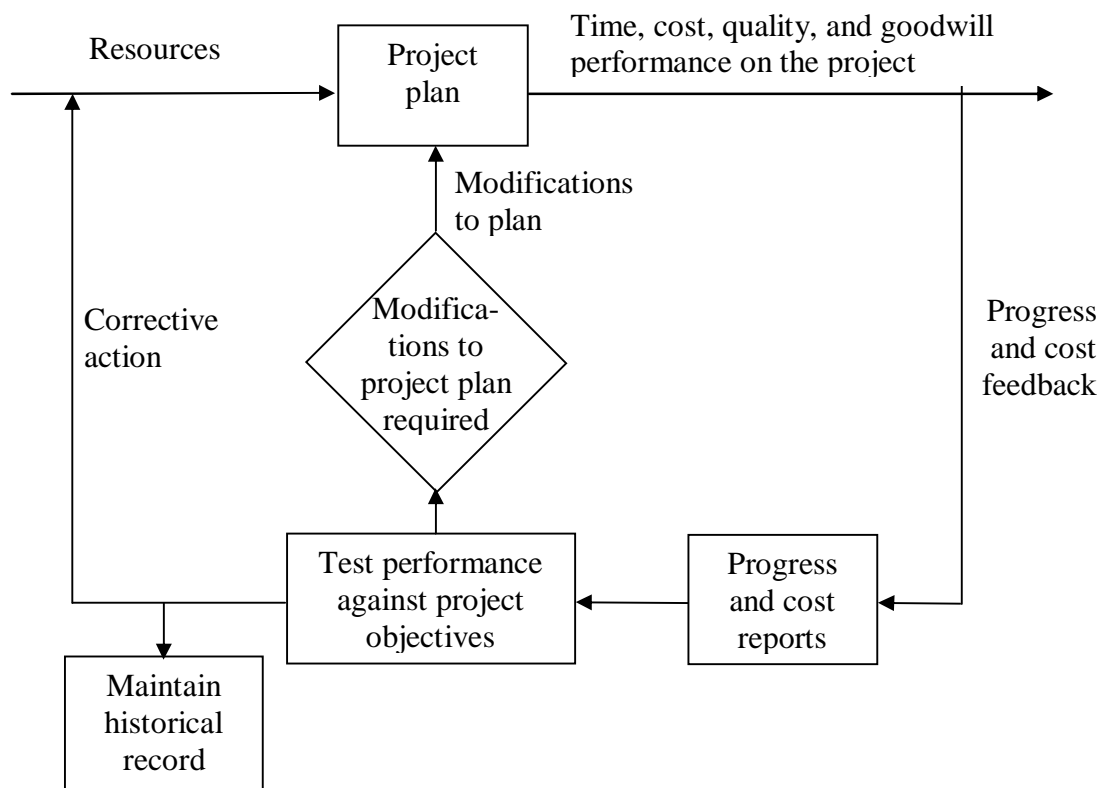 Resources
Project
plan
Time, cost, quality, and goodwill
performance on the project
Modifications
to plan
Modifica-
tions to
project plan
required
Corrective
action
Progress
and cost
feedback
Test performance
against project
objectives
Progress
and cost
reports
Maintain
historical
record